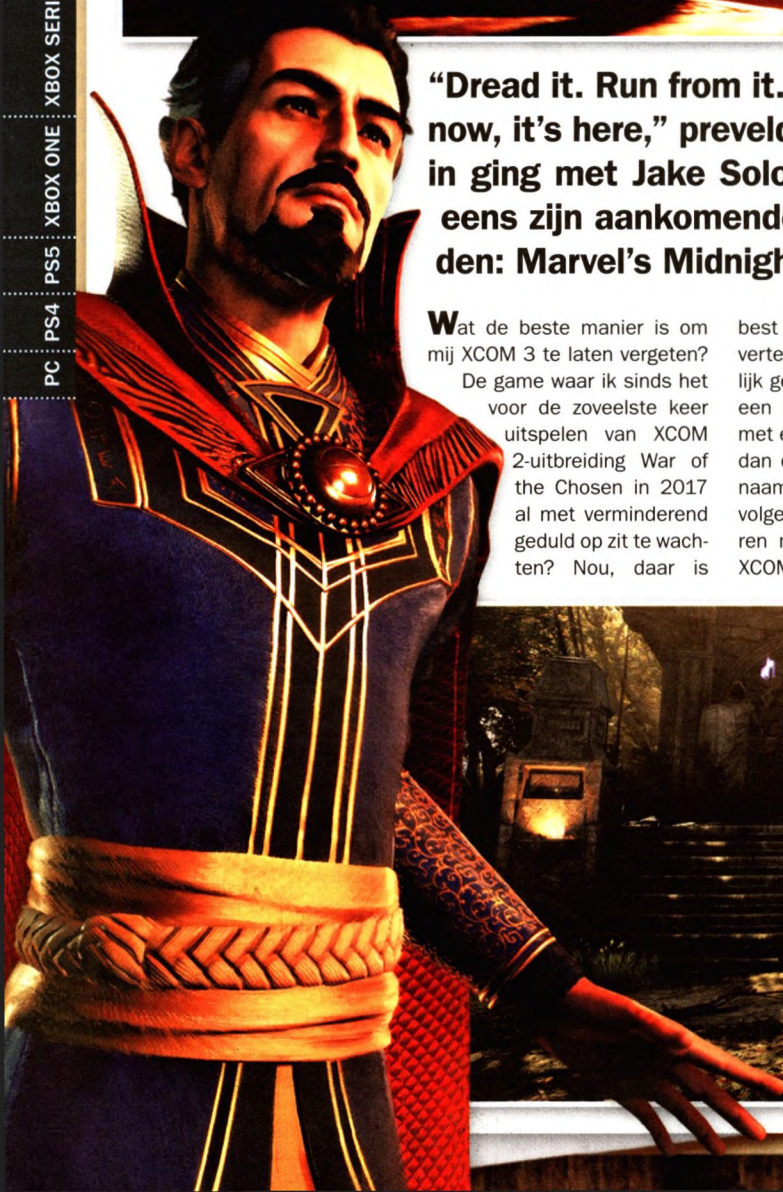 XBOX SERI
XBOX ONE
PS5
PS4
PC
“Dread it. Run from it.
now, it’s here,” preveld
in ging met Jake Solo
eens zijn aankomend
den: Marvel’s Midnigh
Wat de beste manier is om
mij XCOM 3 te laten vergeten?
De game waar ik sinds het
voor de zoveelste keer
uitspelen van XCOM
2-uitbreiding War of
the Chosen in 2017
al met verminderend
geduld op zit te wach-
ten? Nou, daar is
best
verte
lijk ge
een
met e
dan
naam
volge
ren
XCOM